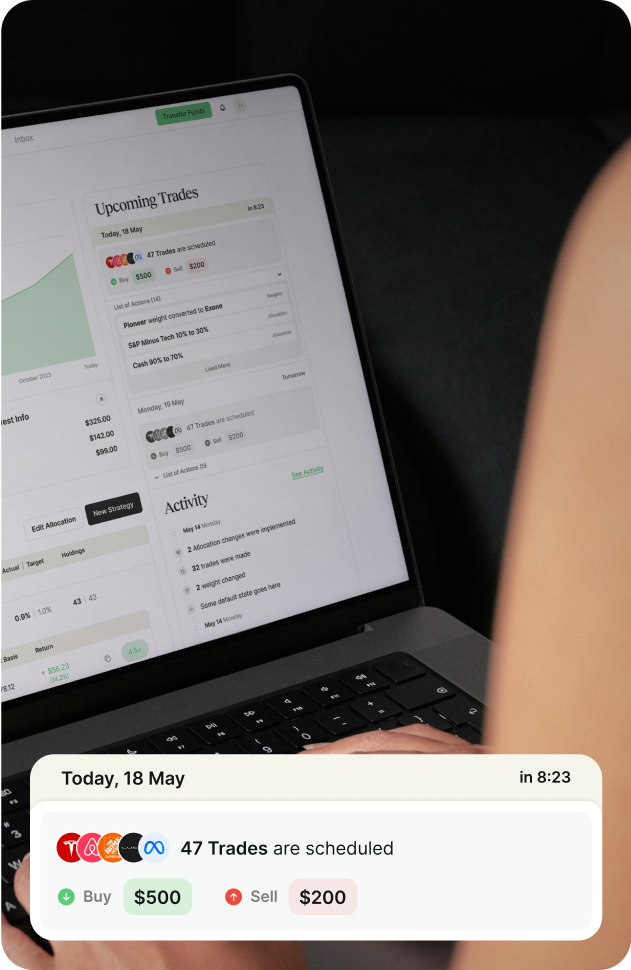 Inbox
Transfer Funds
Upcoming Trades
Today, 18 May
in 8:23
47 Trades are scheduled
Buy $500 Sell $200
List of Actions (14)
Weights
Pioneer weight converted to Exonn
Allocation
S&P Minus Tech 10% to 30%
Allocation
Cash 90% to 70%
Load More
October 2023
Today
Tomorrow
Monday, 19 May
47 Trades are scheduled
Buy $500 Sell $200
List of Actions (5)
vest Info
$325.00
$142.00
$99.00
Edit Allocation
New Strategy
Actual | Target
Holdings
0.9% | 1.0%
43 | 43
Basis
Return
78.12
$56.23
(14.2%)
4.5+
Activity
See Activity
May 14 Monday
2 Allocation changes were implemented
32 trades were made
2 weight changed
Some default state goes here
May 14 Monday
Today, 18 May
in 8:23
47 Trades are scheduled
Buy $500 Sell $200